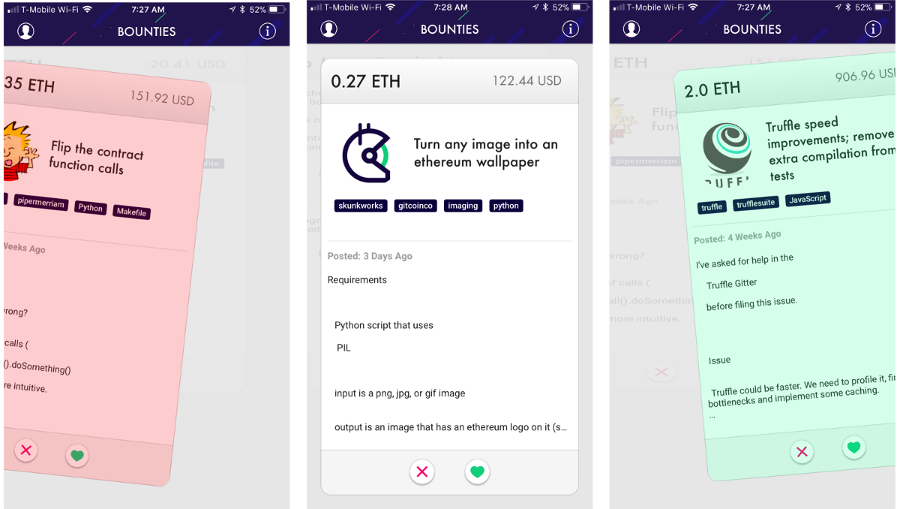 T-Mobile Wi-Fi 7:27 AM 52%
BOUNTIES
ETH 20.41 USD
35 ETH 151.92 USD
Flip the contract
function calls
pipermerriam Python Makefile
Weeks Ago
wrong?
calls (
().doSomething()
re intuitive.
T-Mobile Wi-Fi 7:28 AM 52%
BOUNTIES
0.27 ETH 122.44 USD
Turn any image into an
ethereum wallpaper
skunkworks gitcoinco imaging python
Posted: 3 Days Ago
Requirements
Python script that uses
PIL
input is a png, jpg, or gif image
output is an image that has an ethereum logo on it (s...
T-Mobile Wi-Fi 7:27 AM 52%
BOUNTIES
ETH
Flip
func
pipermerriam
Weeks Ago
wrong?
of calls (
all().doSomethin
more intuitive.
2.0 ETH 906.96 US
Truffle speed
improvements; remove
extra compilation from
tests
truffle trufflesuite JavaScript
Posted: 4 Weeks Ago
I've asked for help in the
Truffle Gitter
before filing this issue.
Issue
Truffle could be faster. We need to profile it, fi
bottlenecks and implement some caching.
...